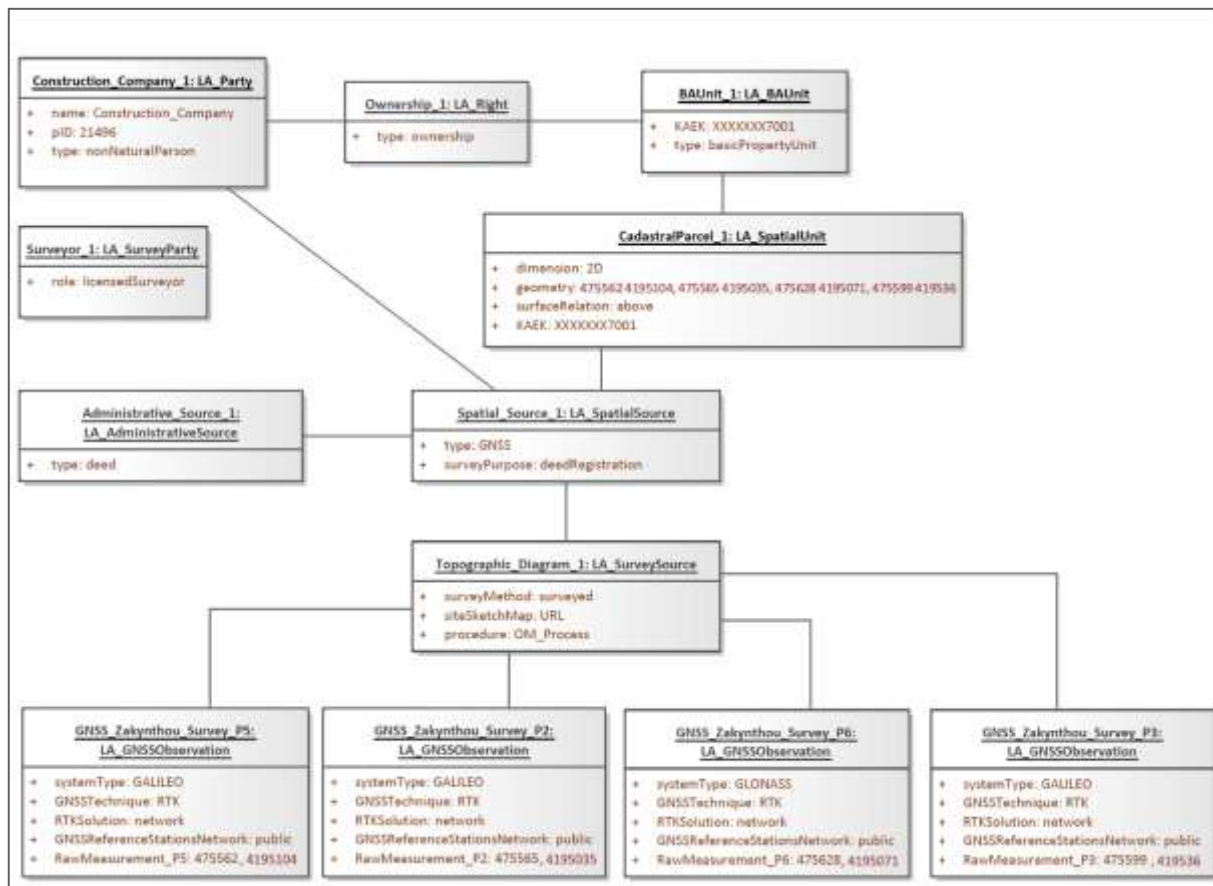 Construction_Company_1: LA_Party
+ name: Construction_Company
+ pID: 21496
+ type: nonNaturalPerson
Ownership_1: LA_Right
+ type: ownership
BAUnit_1: LA_BAUnit
+ KAEK: XXXXXXX7001
+ type: basicPropertyUnit
Surveyor_1: LA_SurveyParty
+ role: licensedSurveyor
CadastralParcel_1: LA_SpatialUnit
+ dimension: 2D
+ geometry: 475562 4195104, 475565 4195035, 475628 4195071, 475599 419536
+ surfaceRelation: above
+ KAEK: XXXXXXX7001
Administrative_Source_1:
LA_AdministrativeSource
+ type: deed
Spatial_Source_1: LA_SpatialSource
+ type: GNSS
+ surveyPurpose: deedRegistration
Topographic_Diagram_1: LA_SurveySource
+ surveyMethod: surveyed
+ siteSketchMap: URL
+ procedure: OM_Process
GNSS_Zakynthou_Survey_P5:
LA_GNSSObservation
+ systemType: GALILEO
+ GNSSTechnique: RTK
+ RTKSolution: network
+ GNSSReferenceStationsNetwork: public
+ RawMeasurement_P5: 475562, 4195104
GNSS_Zakynthou_Survey_P2:
LA_GNSSObservation
+ systemType: GALILEO
+ GNSSTechnique: RTK
+ RTKSolution: network
+ GNSSReferenceStationsNetwork: public
+ RawMeasurement_P2: 475565, 4195035
GNSS_Zakynthou_Survey_P6:
LA_GNSSObservation
+ systemType: GLONASS
+ GNSSTechnique: RTK
+ RTKSolution: network
+ GNSSReferenceStationsNetwork: public
+ RawMeasurement_P6: 475628, 4195071
GNSS_Zakynthou_Survey_P3:
LA_GNSSObservation
+ systemType: GALILEO
+ GNSSTechnique: RTK
+ RTKSolution: network
+ GNSSReferenceStationsNetwork: public
+ RawMeasurement_P3: 475599 , 419536